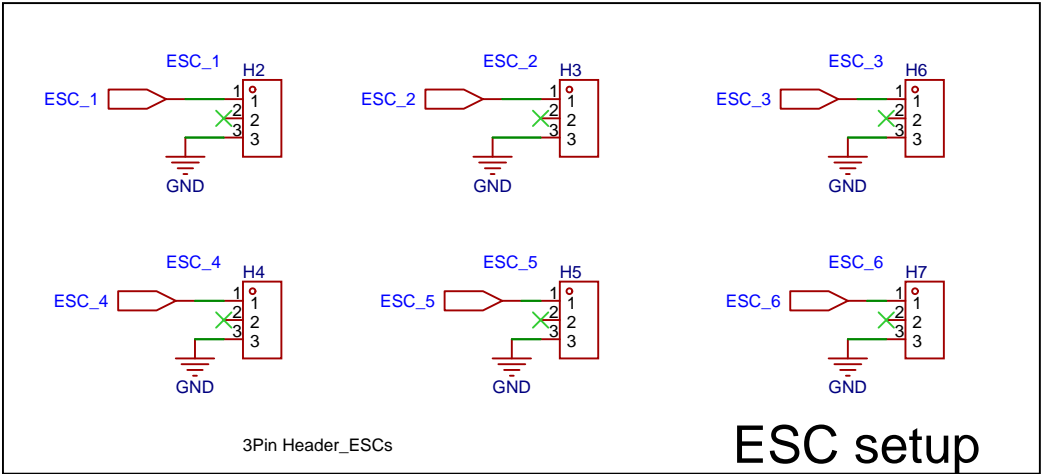 ESC_1 ESC_2 ESC_3
H2 H3 H6
ESC_1 1 1 ESC_2 1 1 ESC_3 1 1
2 2 2 2 2 2
3 3 3 3 3 3
GND GND GND
ESC_4 ESC_5 ESC_6
H4 H5 H7
ESC_4 1 1 ESC_5 1 1 ESC_6 1 1
2 2 2 2 2 2
3 3 3 3 3 3
GND GND GND
3Pin Header_ESCs ESC setup